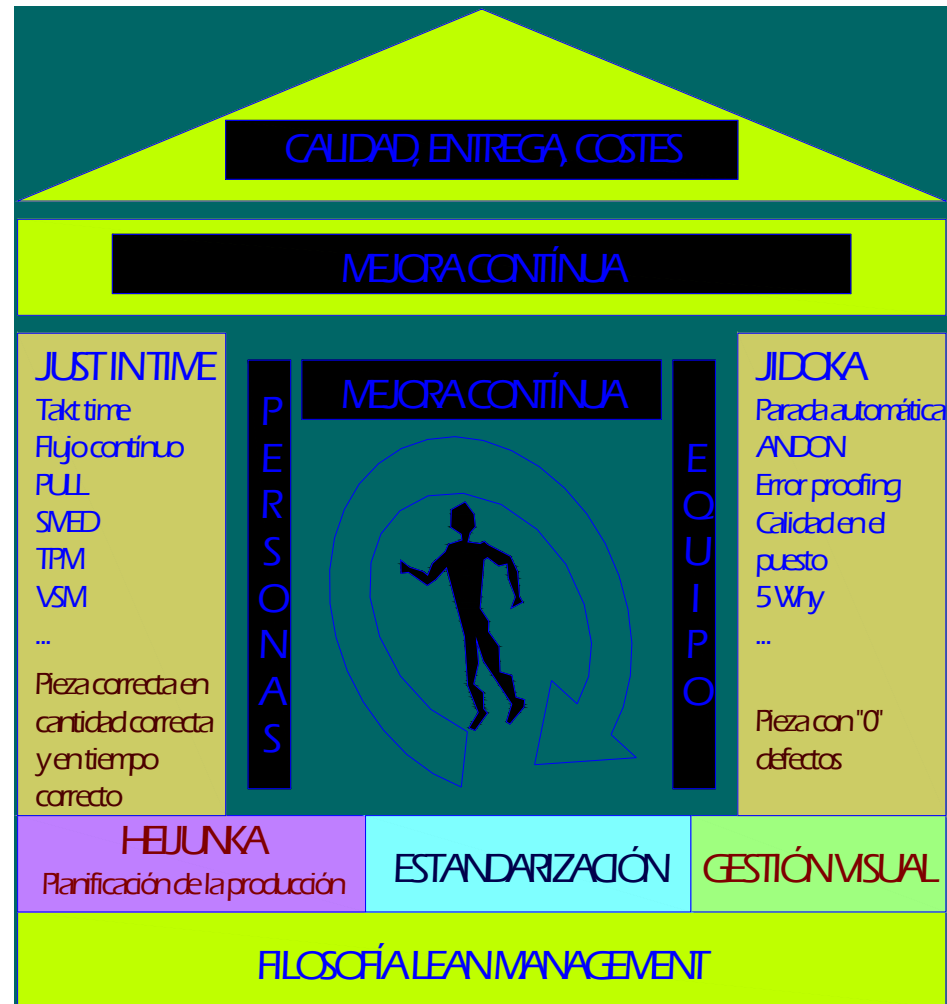 CALIDAD, ENTREGA, COSTES
MEJORA CONTÍNUA
JUST IN TIME
Takt time
Flujo contínuo
PULL
SMED
TPM
VSM
...
Pieza correcta en
cantidad correcta
y en tiempo
correcto
PERSONAS
MEJORA CONTÍNUA
EQUIPO
JIDOKA
Parada automática
ANDON
Error proofing
Calidad en el
puesto
5 Why
...
Pieza con "0"
defectos
HEIJUNKA
Planificación de la producción
ESTANDARIZACIÓN
GESTIÓN VISUAL
FILOSOFÍA LEAN MANAGEMENT